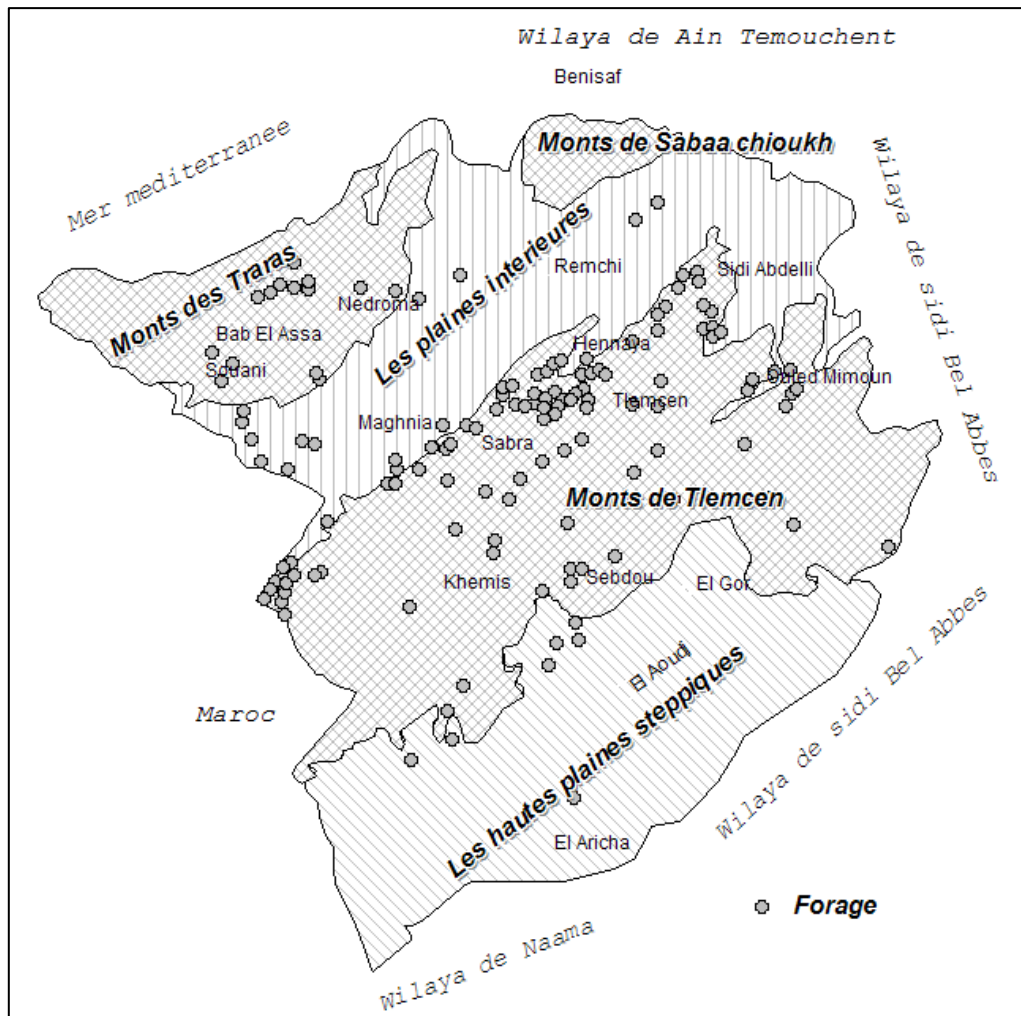 Wilaya de Ain Temouchent
Benisaf
Mer mediterranee
Monts de Sabaa chioukh
Wilaya de sidi Bel Abbes
Monts des Traras
Les plaines interieures
Remchi
Sidi Abdelli
Nedroma
Bab El Assa
Hennaya
Souani
Ouled Mimoun
Tlemcen
Maghnia
Sabra
Monts de Tlemcen
Khemis
Sebdou
El Gor
El Aoudj
Wilaya de sidi Bel Abbes
Maroc
Les hautes plaines steppiques
El Aricha
Forage
Wilaya de Naama